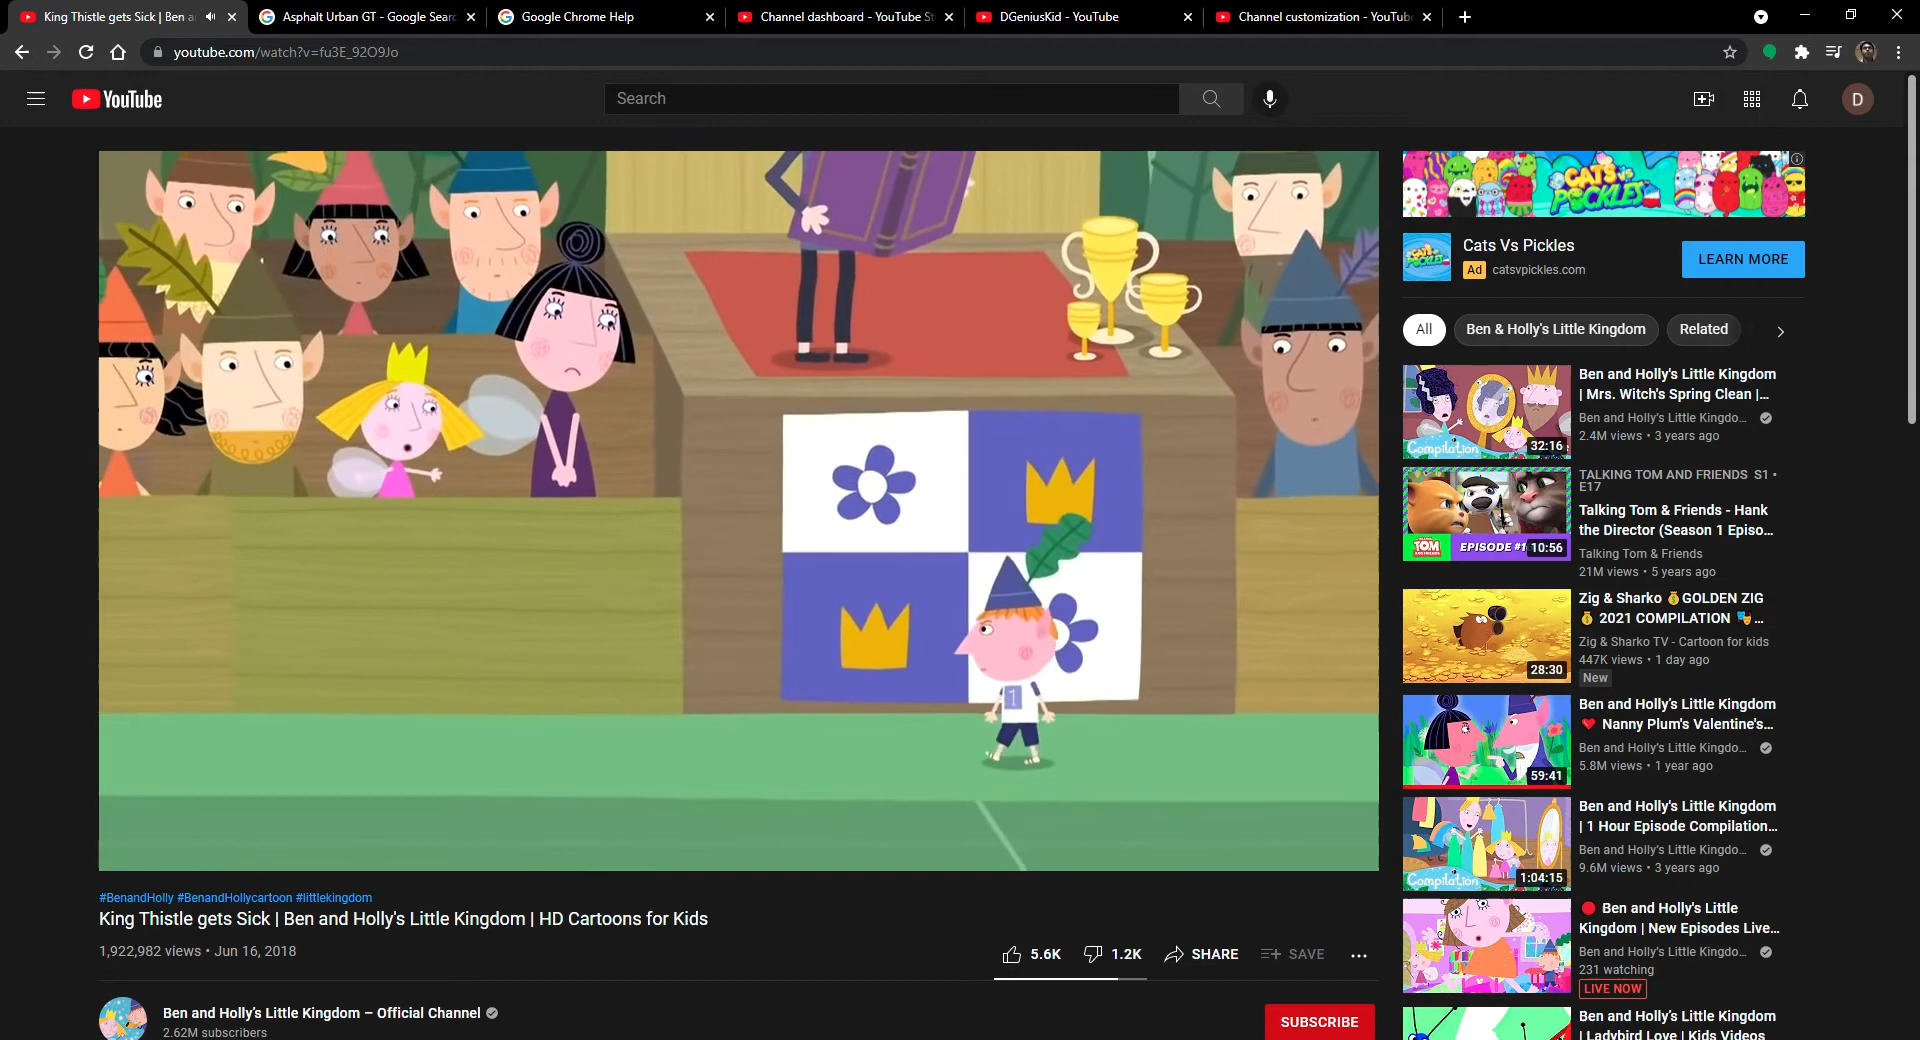 King Thistle gets Sick | Ben a
Asphalt Urban GT - Google Searc
Google Chrome Help
Channel dashboard - YouTube St
DGeniusKid - YouTube
Channel customization - YouTub
youtube.com/watch?v=fu3E_92O9Jo
YouTube
Search
D
CATS VS PICKLES
Cats Vs Pickles
Ad catsvpickles.com
LEARN MORE
All
Ben & Holly's Little Kingdom
Related
Ben and Holly's Little Kingdom
| Mrs. Witch's Spring Clean |...
Ben and Holly's Little Kingdo...
2.4M views • 3 years ago
Compilation
32:16
TALKING TOM AND FRIENDS S1 •
E17
Talking Tom & Friends - Hank
the Director (Season 1 Episo...
Talking Tom & Friends
21M views • 5 years ago
TALKING
TOM
EPISODE #1
10:56
Zig & Sharko 💰GOLDEN ZIG
💰 2021 COMPILATION 🎭...
Zig & Sharko TV - Cartoon for kids
447K views • 1 day ago
New
28:30
Ben and Holly's Little Kingdom
❤️ Nanny Plum's Valentine's...
Ben and Holly's Little Kingdo...
5.8M views • 1 year ago
59:41
Ben and Holly's Little Kingdom
| 1 Hour Episode Compilation...
Ben and Holly's Little Kingdo...
9.6M views • 3 years ago
Compilation
1:04:15
🔴 Ben and Holly's Little
Kingdom | New Episodes Live...
Ben and Holly's Little Kingdo...
231 watching
LIVE NOW
Ben and Holly's Little Kingdom
| Ladybird Love | Kids Videos
1
#BenandHolly #BenandHollycartoon #littlekingdom
King Thistle gets Sick | Ben and Holly's Little Kingdom | HD Cartoons for Kids
1,922,982 views • Jun 16, 2018
5.6K
1.2K
SHARE
SAVE
Ben and Holly's Little Kingdom – Official Channel
2.62M subscribers
SUBSCRIBE